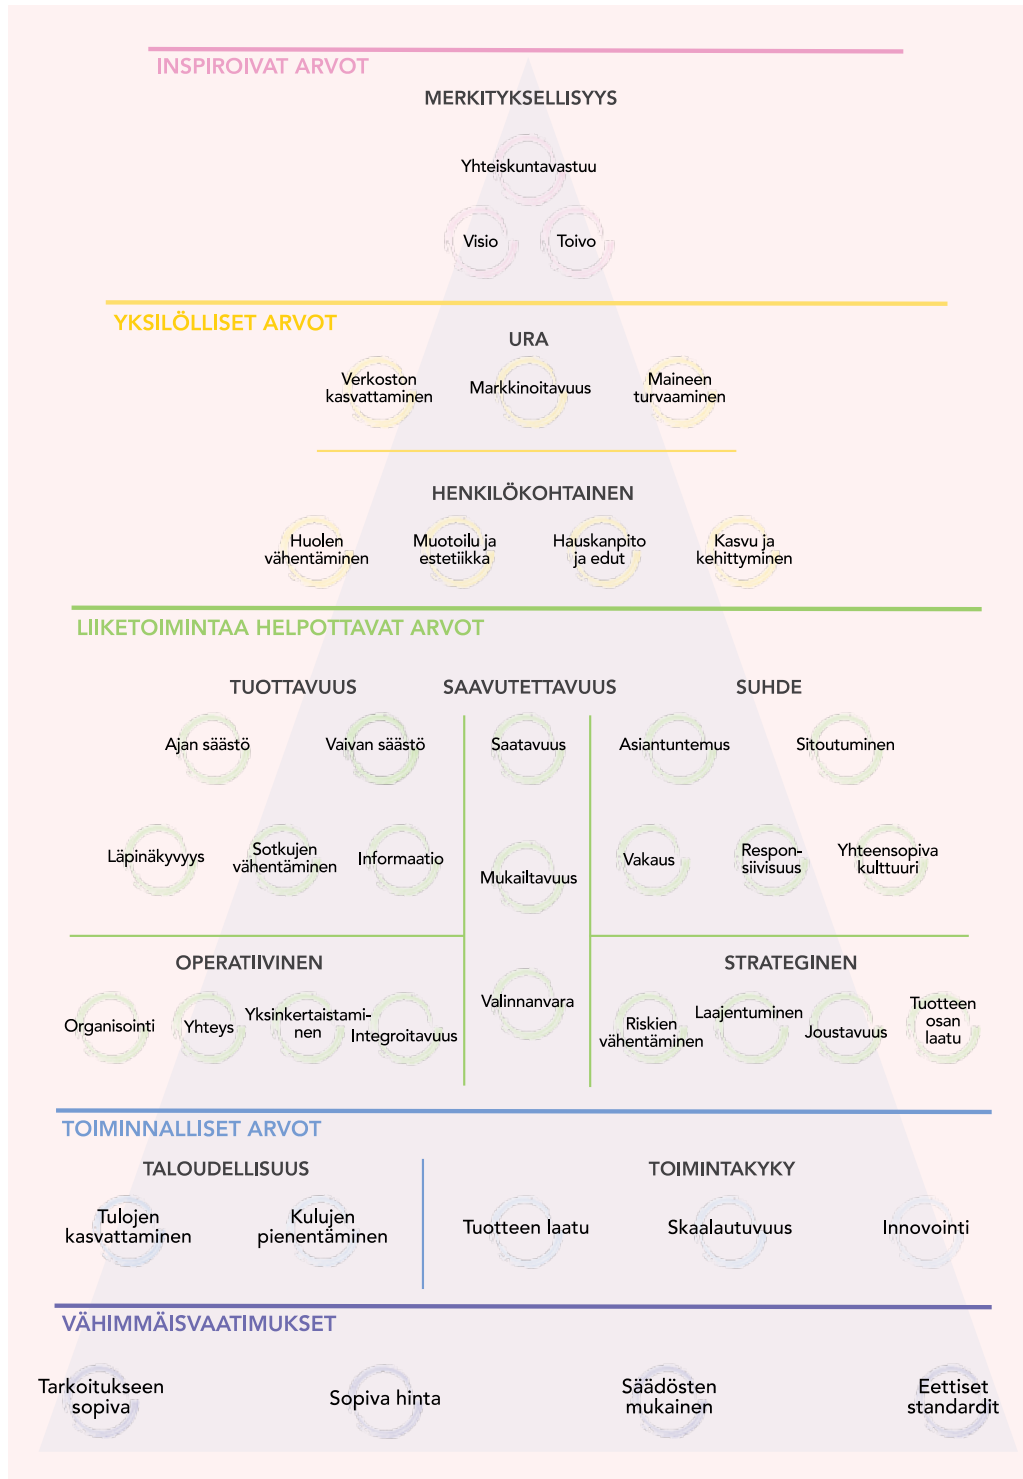 INSPIROIVAT ARVOT
MERKITYKSELLISYYS
Yhteiskuntavastuu
Visio
Toivo
YKSILÖLLISET ARVOT
URA
Verkoston
kasvattaminen
Markkinoitavuus
Maineen
turvaaminen
HENKILÖKOHTAINEN
Huolen
vähentäminen
Muotoilu ja
estetiikka
Hauskanpito
ja edut
Kasvu ja
kehittyminen
LIIKETOIMINTAA HELPOTTAVAT ARVOT
TUOTTAVUUS
Ajan säästö
Vaivan säästö
Läpinäkyvyys
Sotkujen
vähentäminen
Informaatio
SAAVUTETTAVUUS
Saatavuus
Mukailtavuus
Valinnanvara
SUHDE
Asiantuntemus
Sitoutuminen
Vakaus
Respon-
siivisuus
Yhteensopiva
kulttuuri
OPERATIIVINEN
Organisointi
Yhteys
Yksinkertaistami-
nen
Integroitavuus
STRATEGINEN
Riskien
vähentäminen
Laajentuminen
Joustavuus
Tuotteen
osan
laatu
TOIMINNALLISET ARVOT
TALOUDELLISUUS
Tulojen
kasvattaminen
Kulujen
pienentäminen
TOIMINTAKYKY
Tuotteen laatu
Skaalautuvuus
Innovointi
VÄHIMMÄISVAATIMUKSET
Tarkoitukseen
sopiva
Sopiva hinta
Säädösten
mukainen
Eettiset
standardit